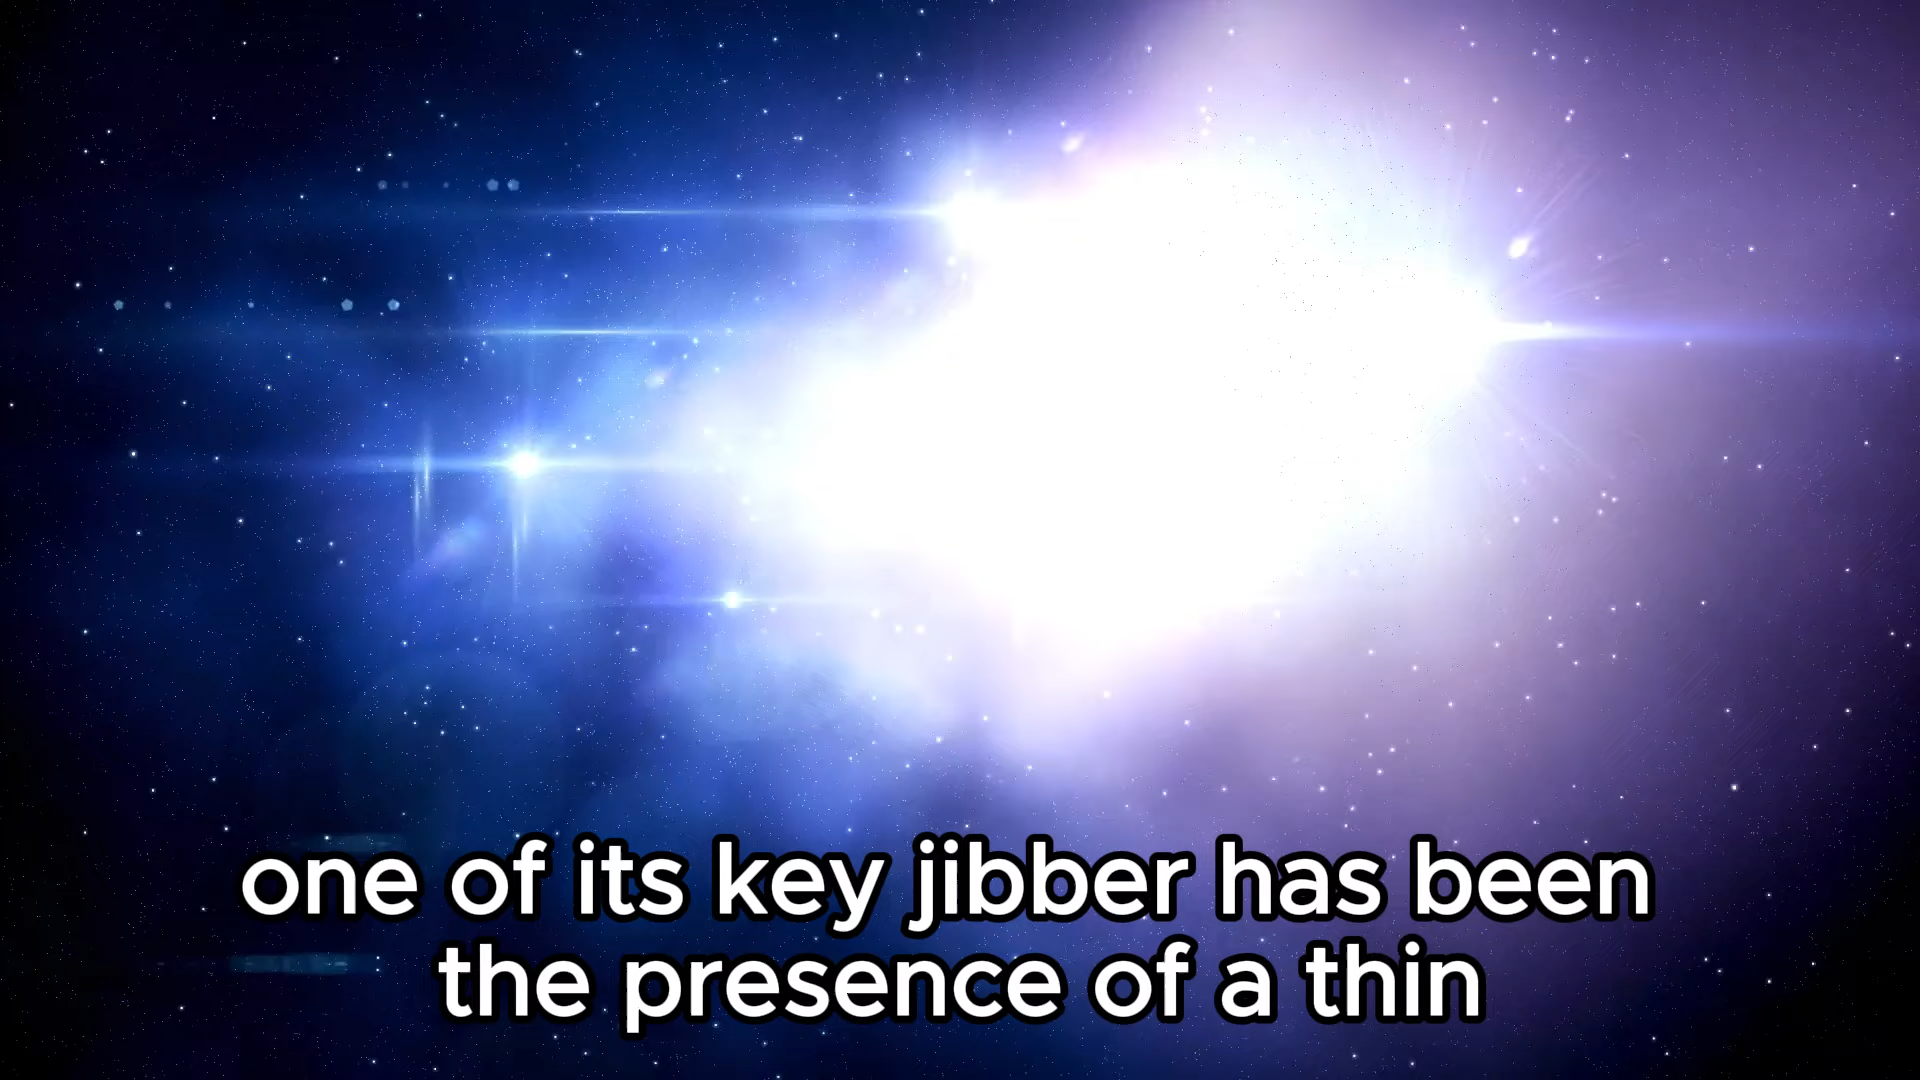 one of its key jibber has been
the presence of a thin